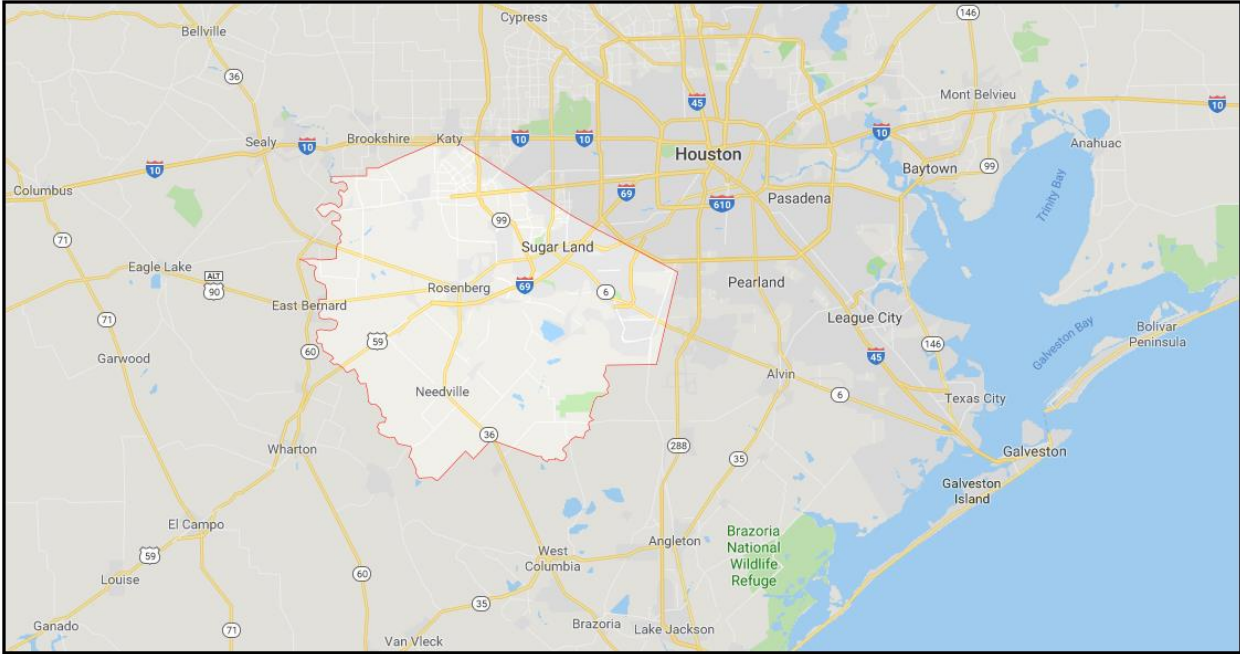 Cypress
146
Bellville
36
45
Mont Belvieu
10
Sealy
10
Brookshire
Katy
10
10
Houston
10
Anahuac
10
Baytown
99
Columbus
69
610
Pasadena
Trinity Bay
71
99
Sugar Land
Eagle Lake
ALT
90
Rosenberg
69
6
Pearland
East Bernard
League City
71
Garwood
60
59
45
146
Galveston Bay
Bolivar
Peninsula
Needville
Alvin
6
Texas City
36
288
35
Wharton
Galveston
Galveston
Island
El Campo
59
Louise
60
West
Columbia
Angleton
Brazoria
National
Wildlife
Refuge
35
Ganado
71
Van Vleck
Brazoria
Lake Jackson